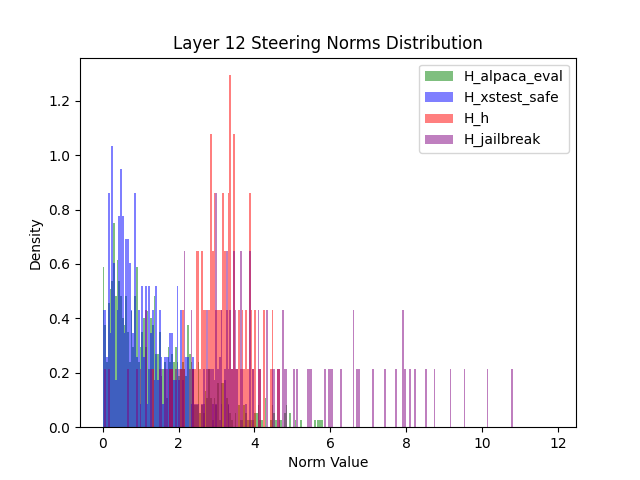 Layer 12 Steering Norms Distribution
H_alpaca_eval
H_xstest_safe
H_h
H_jailbreak
Density
1.2
1.0
0.8
0.6
0.4
0.2
0.0
0 2 4 6 8 10 12
Norm Value